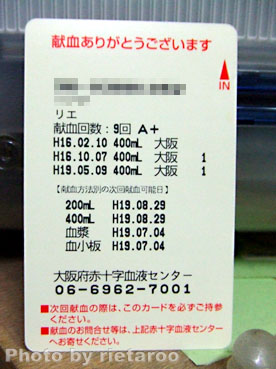 献血ありがとうございます
IN
リエ
献血回数：9回 A+
H16.02.10 400mL 大阪
H16.10.07 400mL 大阪 1
H19.05.09 400mL 大阪 1
【献血方法別の次回献血可能日】
200mL H19.08.29
400mL H19.08.29
血漿 H19.07.04
血小板 H19.07.04
大阪府赤十字血液センター
06-6962-7001
■次回献血の際は、このカードを必ずご持参
ください。
■献血のお問合せ等は、上記赤十字血液センター
へお寄せください。
Photo by rietaroo